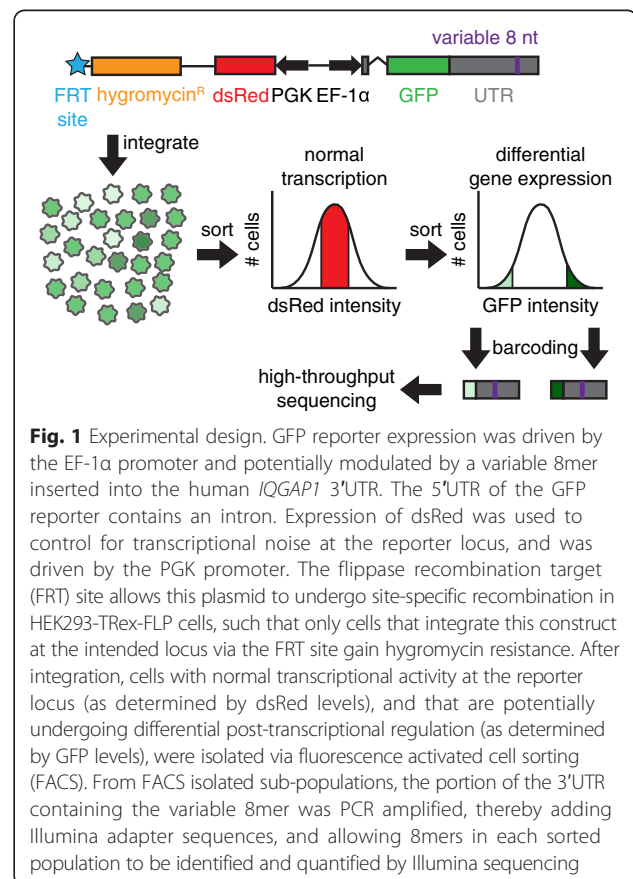 variable 8 nt
FRT site
hygromycinᴿ
dsRed
PGK
EF-1α
GFP
UTR
integrate
sort
normal transcription
# cells
dsRed intensity
sort
differential gene expression
# cells
GFP intensity
barcoding
high-throughput sequencing
Fig. 1 Experimental design. GFP reporter expression was driven by
the EF-1α promoter and potentially modulated by a variable 8mer
inserted into the human IQGAP1 3′UTR. The 5′UTR of the GFP
reporter contains an intron. Expression of dsRed was used to
control for transcriptional noise at the reporter locus, and was
driven by the PGK promoter. The flippase recombination target
(FRT) site allows this plasmid to undergo site-specific recombination in
HEK293-TRex-FLP cells, such that only cells that integrate this construct
at the intended locus via the FRT site gain hygromycin resistance. After
integration, cells with normal transcriptional activity at the reporter
locus (as determined by dsRed levels), and that are potentially
undergoing differential post-transcriptional regulation (as determined
by GFP levels), were isolated via fluorescence activated cell sorting
(FACS). From FACS isolated sub-populations, the portion of the 3′UTR
containing the variable 8mer was PCR amplified, thereby adding
Illumina adapter sequences, and allowing 8mers in each sorted
population to be identified and quantified by Illumina sequencing